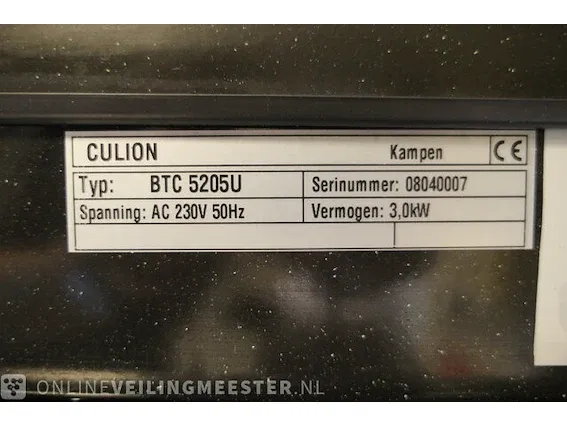 CULION Kampen CE
Typ: BTC 5205U Serinummer: 08040007
Spanning: AC 230V 50Hz Vermogen: 3,0kW
ONLINEVEILINGMEESTER.NL